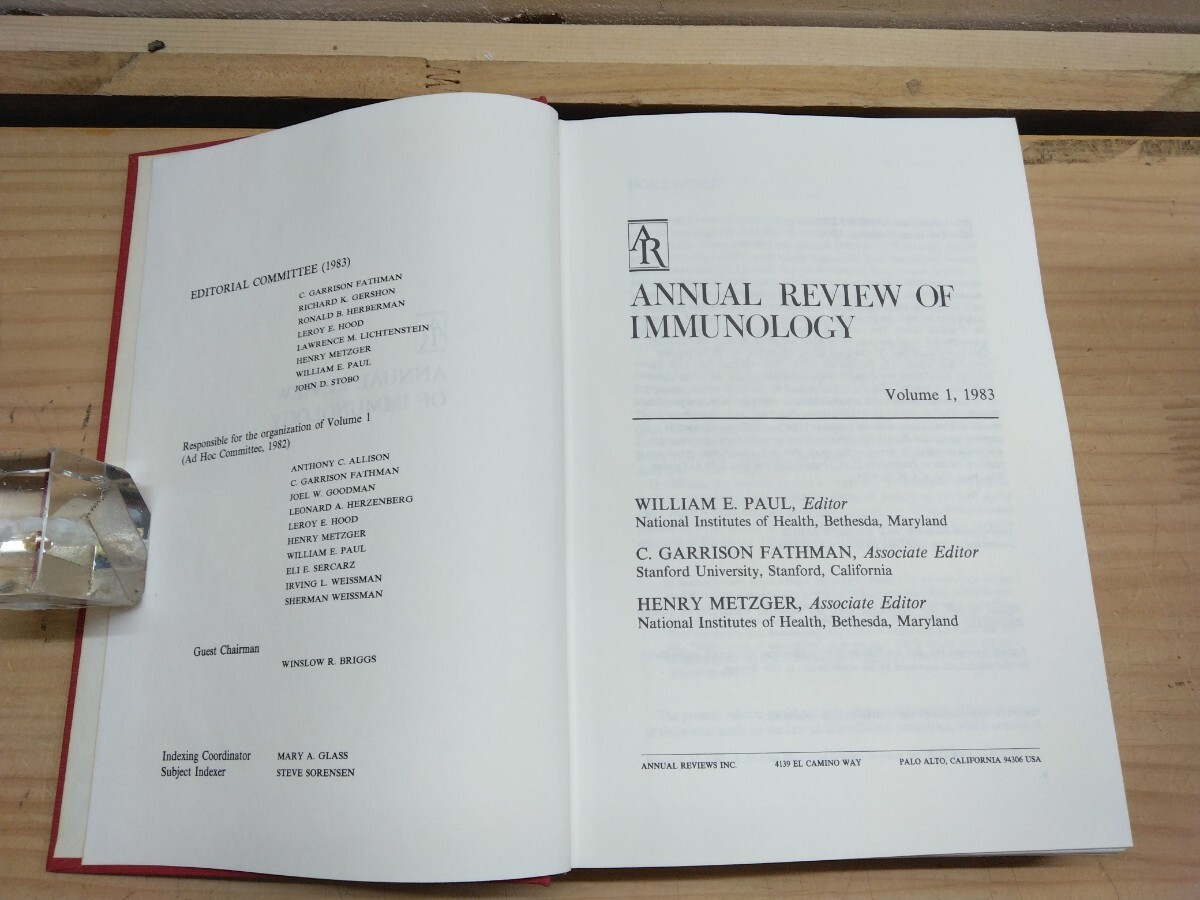 EDITORIAL COMMITTEE (1983)
C. GARRISON FATHMAN
RICHARD K. GERSHON
RONALD B. HERBERMAN
LEROY E. HOOD
LAWRENCE M. LICHTENSTEIN
HENRY METZGER
WILLIAM E. PAUL
JOHN D. STOBO
Responsible for the organization of Volume 1
(Ad Hoc Committee, 1982)
ANTHONY C. ALLISON
C. GARRISON FATHMAN
JOEL W. GOODMAN
LEONARD A. HERZENBERG
LEROY E. HOOD
HENRY METZGER
WILLIAM E. PAUL
ELI E. SERCARZ
IRVING L. WEISSMAN
SHERMAN WEISSMAN
Guest Chairman
WINSLOW R. BRIGGS
Indexing Coordinator MARY A. GLASS
Subject Indexer STEVE SORENSEN
AR
ANNUAL REVIEW OF
IMMUNOLOGY
Volume 1, 1983
WILLIAM E. PAUL, Editor
National Institutes of Health, Bethesda, Maryland
C. GARRISON FATHMAN, Associate Editor
Stanford University, Stanford, California
HENRY METZGER, Associate Editor
National Institutes of Health, Bethesda, Maryland
ANNUAL REVIEWS INC. 4139 EL CAMINO WAY PALO ALTO, CALIFORNIA 94306 USA